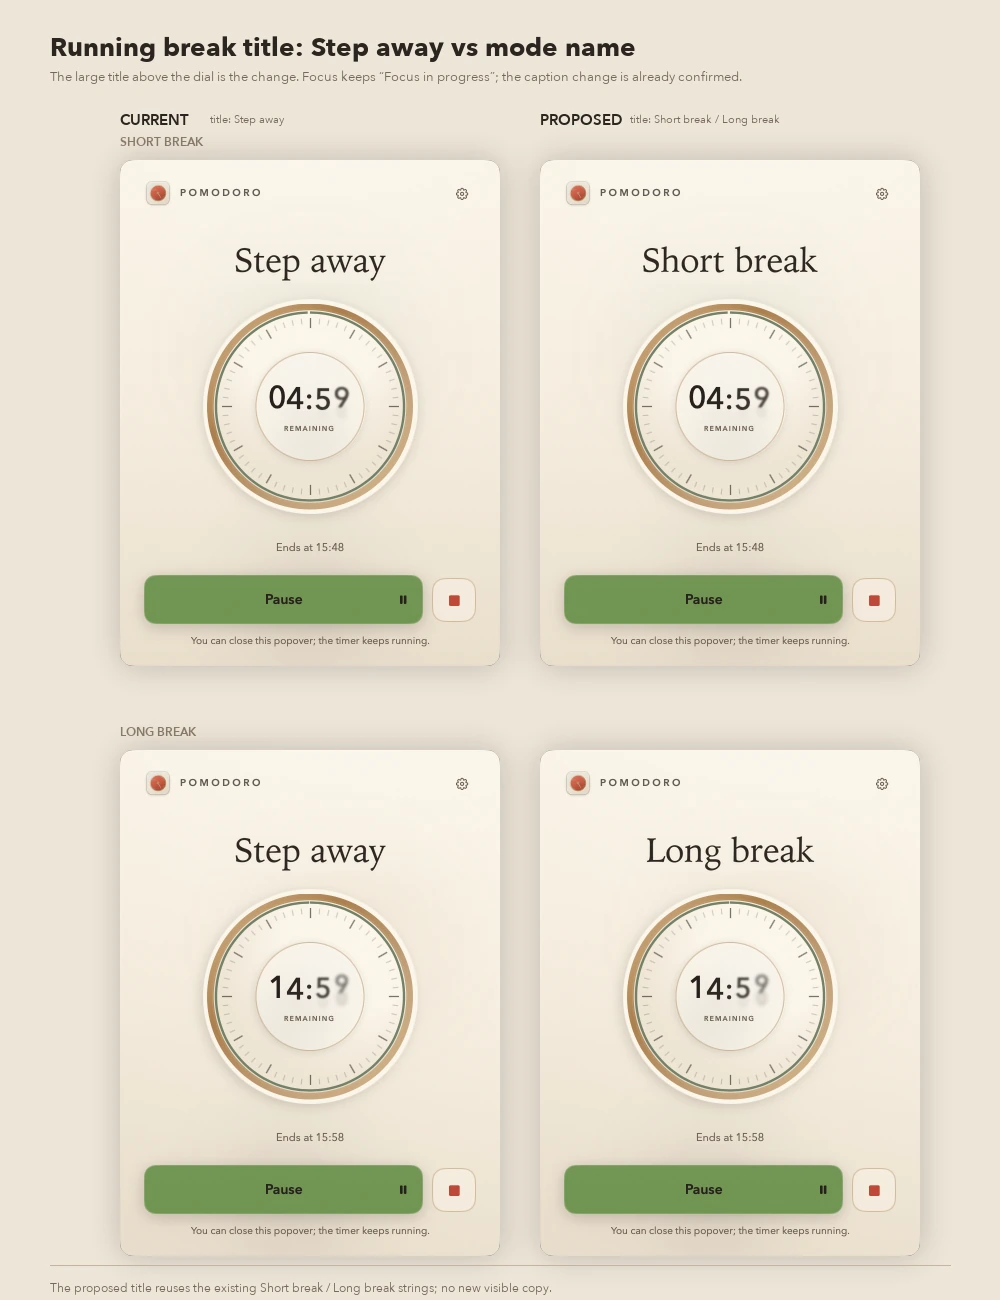 Running break title: Step away vs mode name
The large title above the dial is the change. Focus keeps "Focus in progress"; the caption change is already confirmed.
CURRENT title: Step away
SHORT BREAK
POMODORO
Step away
04:59
REMAINING
Ends at 15:48
Pause
You can close this popover; the timer keeps running.
PROPOSED title: Short break / Long break
POMODORO
Short break
04:59
REMAINING
Ends at 15:48
Pause
You can close this popover; the timer keeps running.
LONG BREAK
POMODORO
Step away
14:59
REMAINING
Ends at 15:58
Pause
You can close this popover; the timer keeps running.
POMODORO
Long break
14:59
REMAINING
Ends at 15:58
Pause
You can close this popover; the timer keeps running.
The proposed title reuses the existing Short break / Long break strings; no new visible copy.